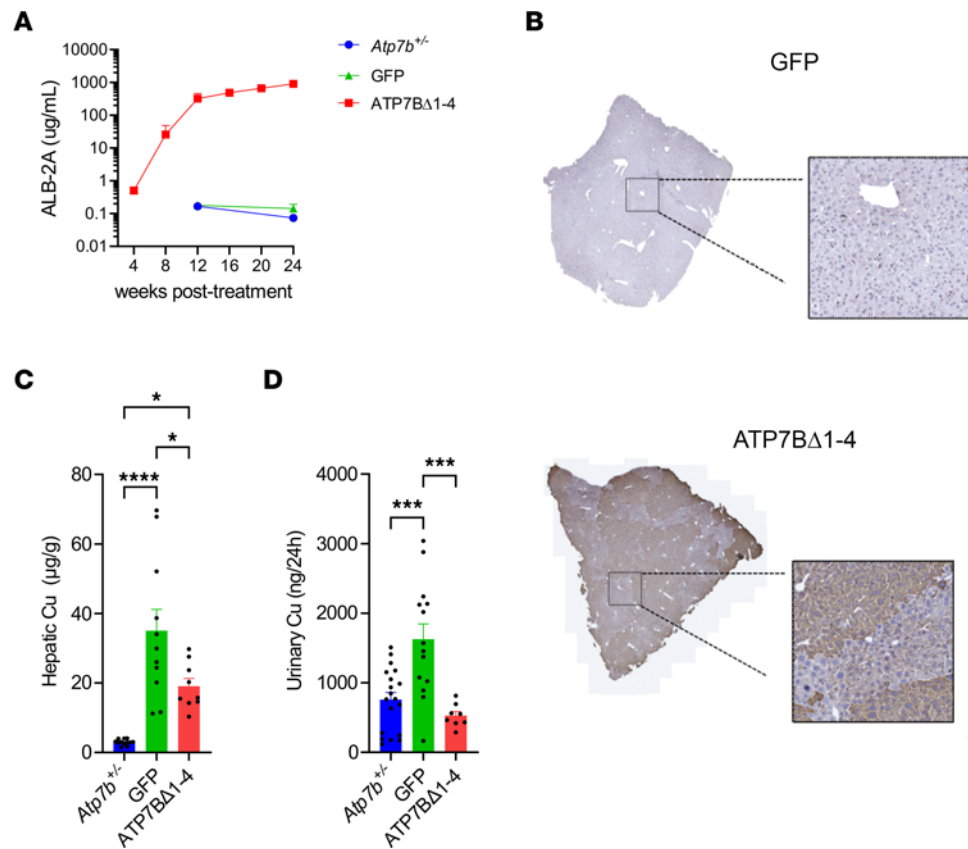 A
10000
1000
100
10
1
0.1
0.01
ALB-2A (ug/mL)
4 8 12 16 20 24
weeks post-treatment
Atp7b+/-
GFP
ATP7BΔ1-4
B
GFP
ATP7BΔ1-4
C
*
*
****
80
60
40
20
0
Hepatic Cu (µg/g)
Atp7b+/-
GFP
ATP7BΔ1-4
D
***
***
4000
3000
2000
1000
0
Urinary Cu (ng/24h)
Atp7b+/-
GFP
ATP7BΔ1-4